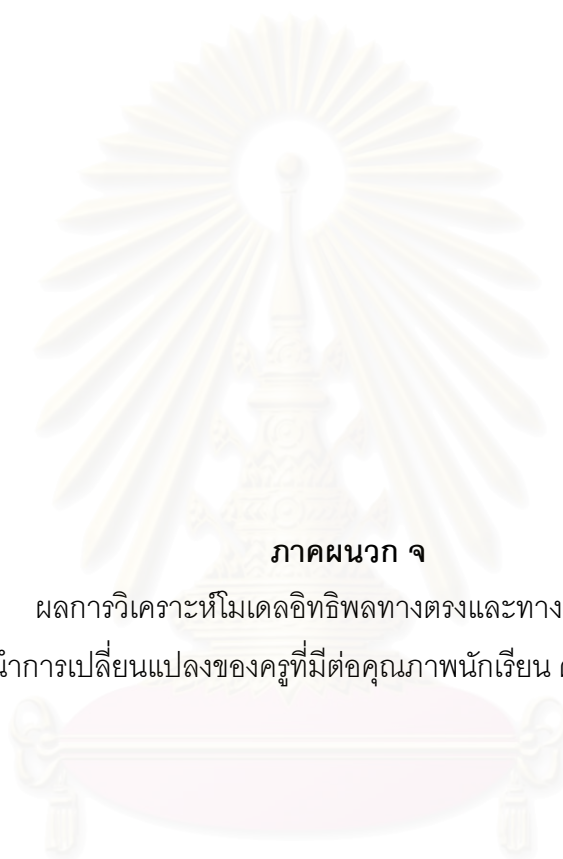 ภาคผนวก จ
ผลการวิเคราะห์โมเดลอิทธิพลทางตรงและทาง
นำการเปลี่ยนแปลงของครูที่มีต่อคุณภาพนักเรียน